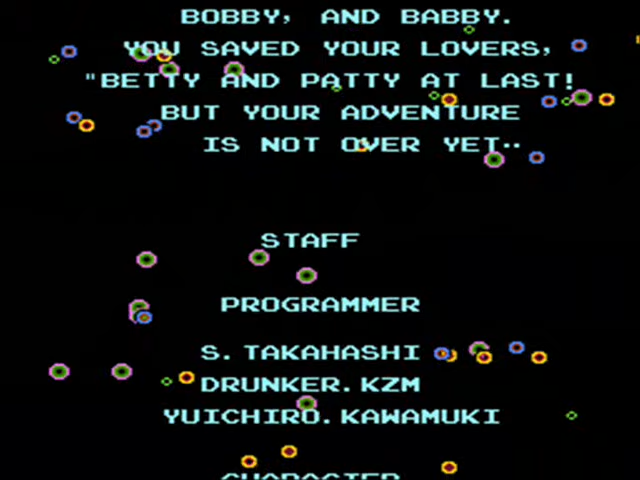 BOBBY, AND BABBY.
YOU SAVED YOUR LOVERS,
"BETTY AND PATTY AT LAST!
BUT YOUR ADVENTURE
IS NOT OVER YET··
STAFF
PROGRAMMER
S.TAKAHASHI
DRUNKER.KZM
YUICHIRO.KAWAMUKI
CHARACTER